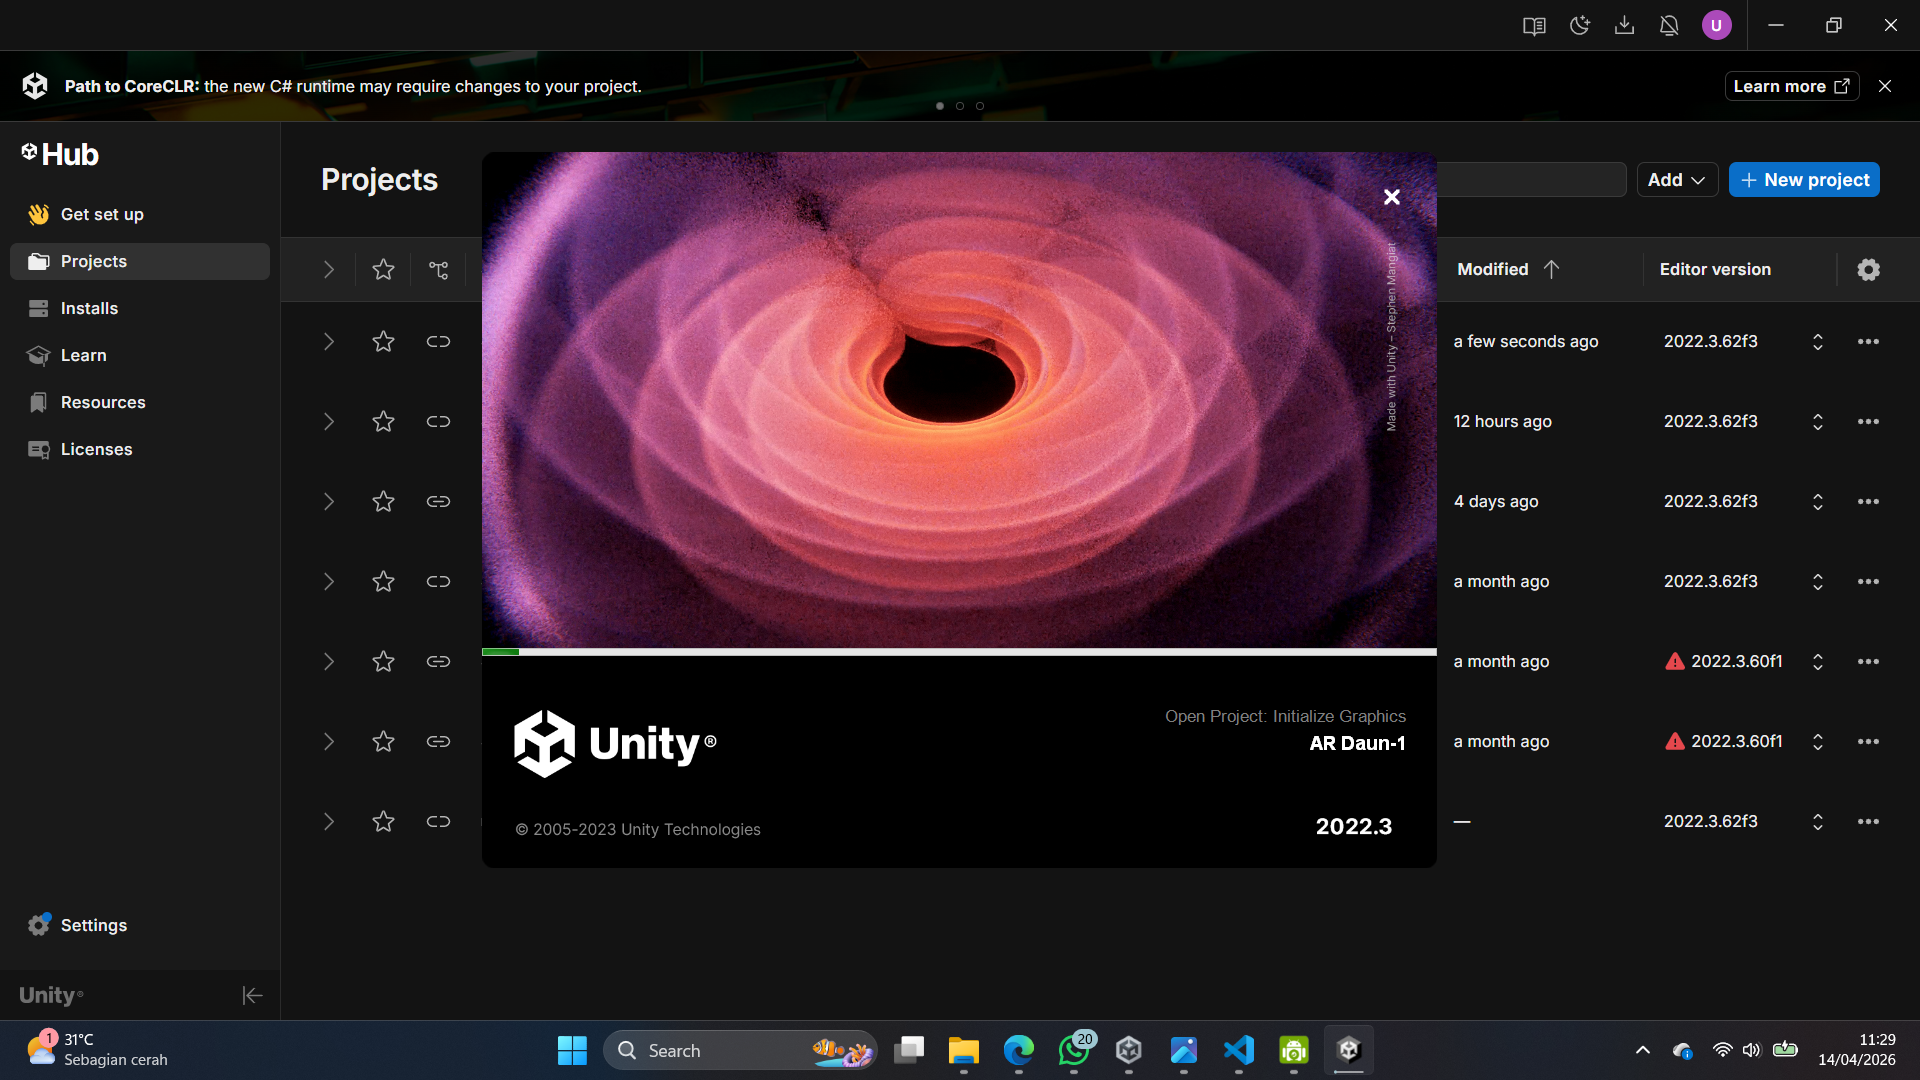 U
Path to CoreCLR: the new C# runtime may require changes to your project.
Learn more
Hub
Get set up
Projects
Installs
Learn
Resources
Licenses
Settings
Unity®
Projects
Add
New project
Modified
Editor version
a few seconds ago
2022.3.62f3
12 hours ago
2022.3.62f3
4 days ago
2022.3.62f3
a month ago
2022.3.62f3
a month ago
2022.3.60f1
a month ago
2022.3.60f1
—
2022.3.62f3
Made with Unity – Stephen Mangiat
Unity®
Open Project: Initialize Graphics
AR Daun-1
© 2005-2023 Unity Technologies
2022.3
1
31°C
Sebagian cerah
Search
20
11:29
14/04/2026